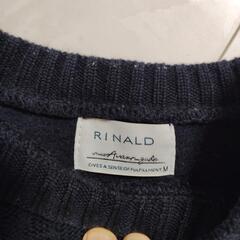 RINALD
GIVES A SENSE OF FULFILLMENT M